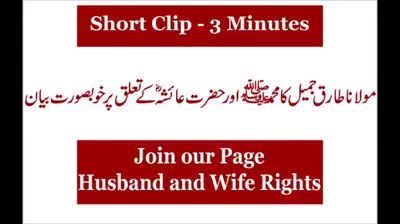 Short Clip - 3 Minutes
مولانا طارق جمیل کا محمد ﷺ اور حضرت عائشہؓ کے تعلق پر خوبصورت بیان
Join our Page
Husband and Wife Rights